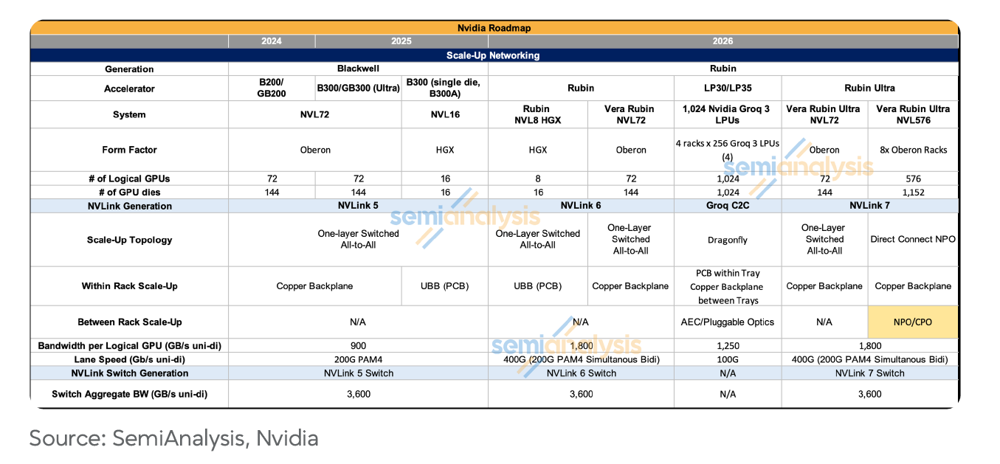 Nvidia Roadmap
2024 2025 2026
Scale-Up Networking
Generation Blackwell Rubin
Accelerator B200/ GB200 B300/GB300 (Ultra) B300 (single die, B300A) Rubin LP30/LP35 Rubin Ultra
System NVL72 NVL16 Rubin NVL8 HGX Vera Rubin NVL72 1,024 Nvidia Groq 3 LPUs Vera Rubin Ultra NVL72 Vera Rubin Ultra NVL576
Form Factor Oberon HGX HGX Oberon 4 racks x 256 Groq 3 LPUs (4) Oberon 8x Oberon Racks
# of Logical GPUs 72 72 16 8 72 1,024 72 576
# of GPU dies 144 144 16 16 144 1,024 144 1,152
NVLink Generation NVLink 5 NVLink 6 Groq C2C NVLink 7
Scale-Up Topology One-layer Switched All-to-All One-layer Switched All-to-All One-Layer Switched All-to-All Dragonfly One-Layer Switched All-to-All Direct Connect NPO
Within Rack Scale-Up Copper Backplane UBB (PCB) UBB (PCB) Copper Backplane PCB within Tray Copper Backplane between Trays Copper Backplane Copper Backplane
Between Rack Scale-Up N/A N/A AEC/Pluggable Optics N/A NPO/CPO
Bandwidth per Logical GPU (GB/s uni-di) 900 1,800 1,250 1,800
Lane Speed (Gb/s uni-di) 200G PAM4 400G (200G PAM4 Simultanous Bidi) 100G 400G (200G PAM4 Simultanous Bidi)
NVLink Switch Generation NVLink 5 Switch NVLink 6 Switch N/A NVLink 7 Switch
Switch Aggregate BW (GB/s uni-di) 3,600 3,600 N/A 3,600
semianalysis
semianalysis
semianalysis
Source: SemiAnalysis, Nvidia